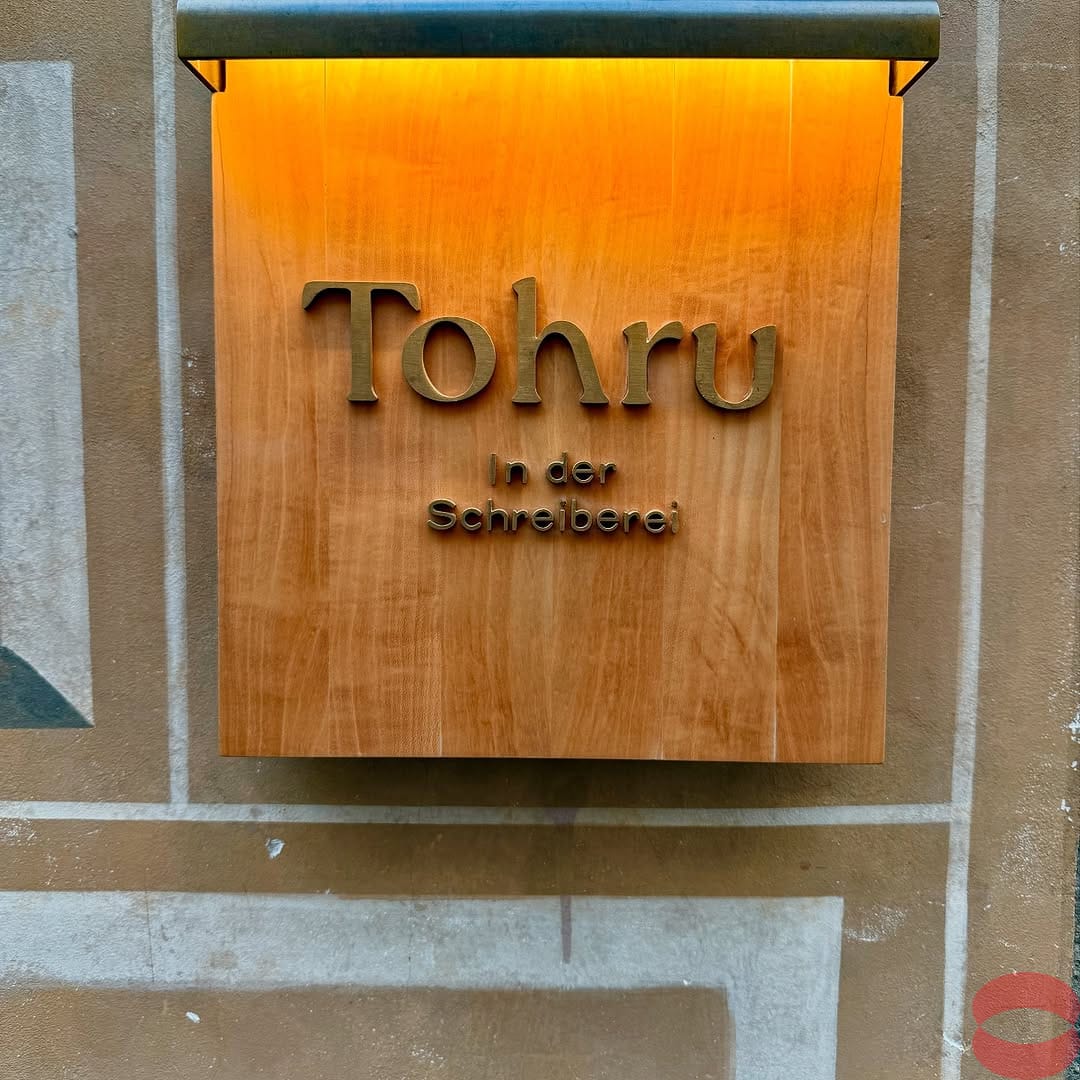 Tohru
In der
Schreiberei